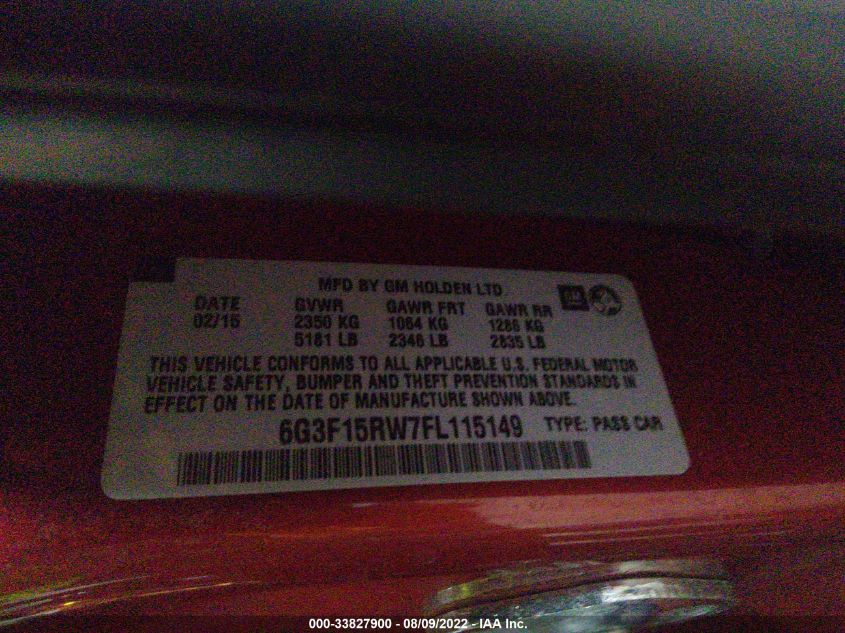 MFD BY GM HOLDEN LTD
DATE GVWR GAWR FRT GAWR RR
02/15 2350 KG 1064 KG 1286 KG
5181 LB 2346 LB 2835 LB
THIS VEHICLE CONFORMS TO ALL APPLICABLE U.S. FEDERAL MOTOR
VEHICLE SAFETY, BUMPER AND THEFT PREVENTION STANDARDS IN
EFFECT ON THE DATE OF MANUFACTURE SHOWN ABOVE.
6G3F15RW7FL115149 TYPE: PASS CAR
000-33827900 - 08/09/2022 - IAA Inc.